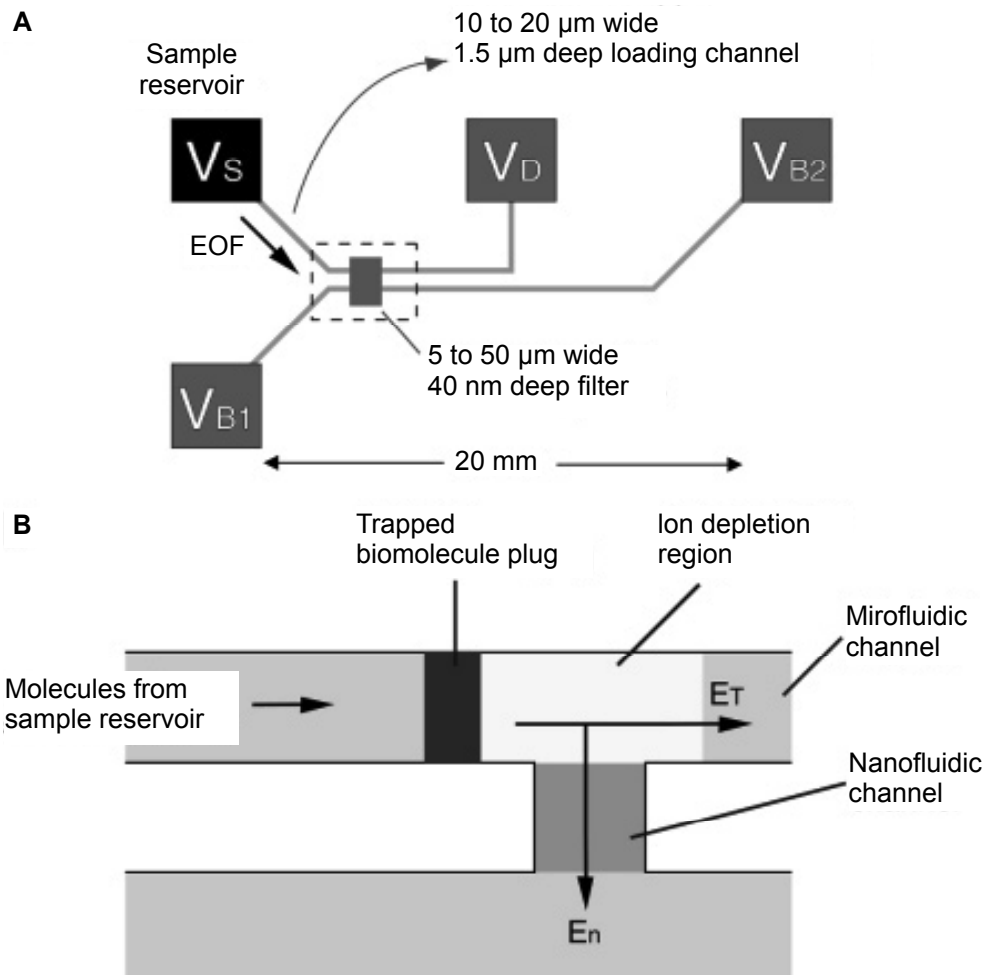 A
10 to 20 µm wide
1.5 µm deep loading channel
Sample
reservoir
VS
VD
VB2
EOF
5 to 50 µm wide
40 nm deep filter
VB1
20 mm
B
Trapped
biomolecule plug
Ion depletion
region
Mirofluidic
channel
Molecules from
sample reservoir
ET
Nanofluidic
channel
En